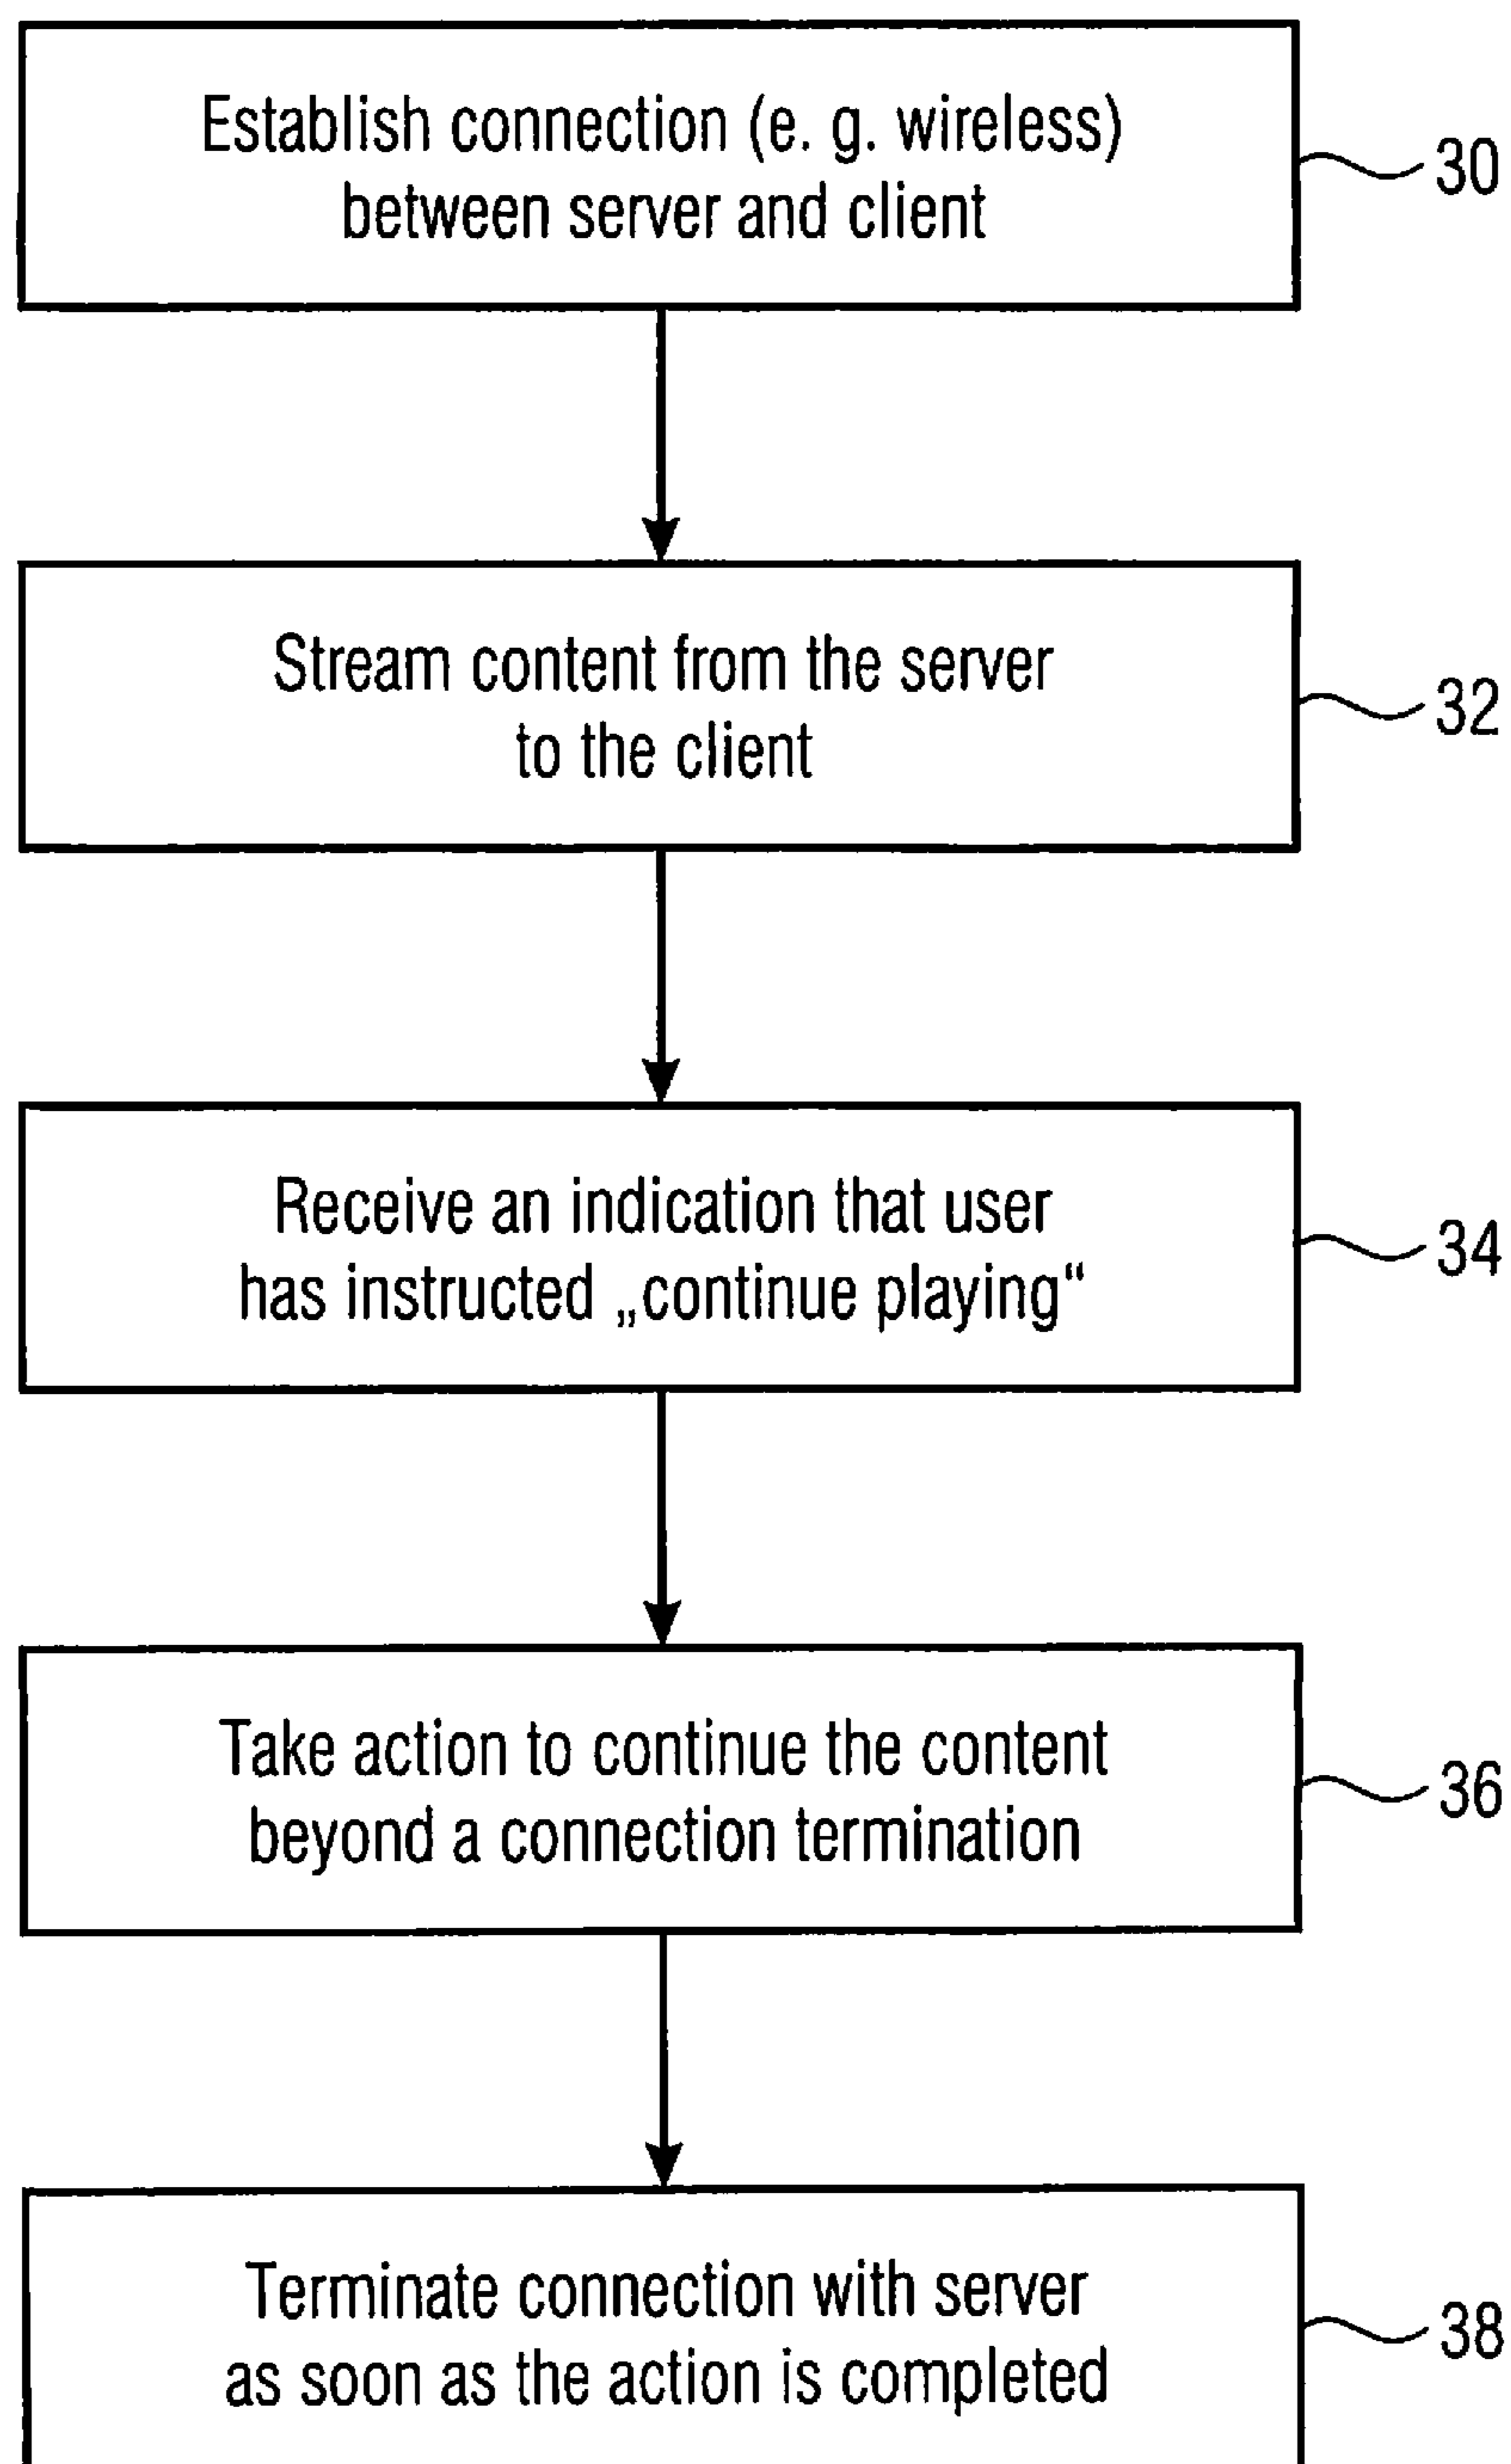 Establish connection (e. g. wireless)
between server and client
30
Stream content from the server
to the client
32
Receive an indication that user
has instructed „continue playing“
34
Take action to continue the content
beyond a connection termination
36
Terminate connection with server
as soon as the action is completed
38